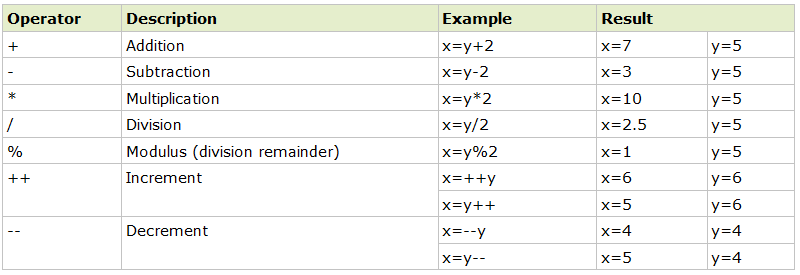 Operator Description Example Result
+ Addition x=y+2 x=7 y=5
- Subtraction x=y-2 x=3 y=5
* Multiplication x=y*2 x=10 y=5
/ Division x=y/2 x=2.5 y=5
% Modulus (division remainder) x=y%2 x=1 y=5
++ Increment x=++y x=6 y=6
x=y++ x=5 y=6
-- Decrement x=--y x=4 y=4
x=y-- x=5 y=4